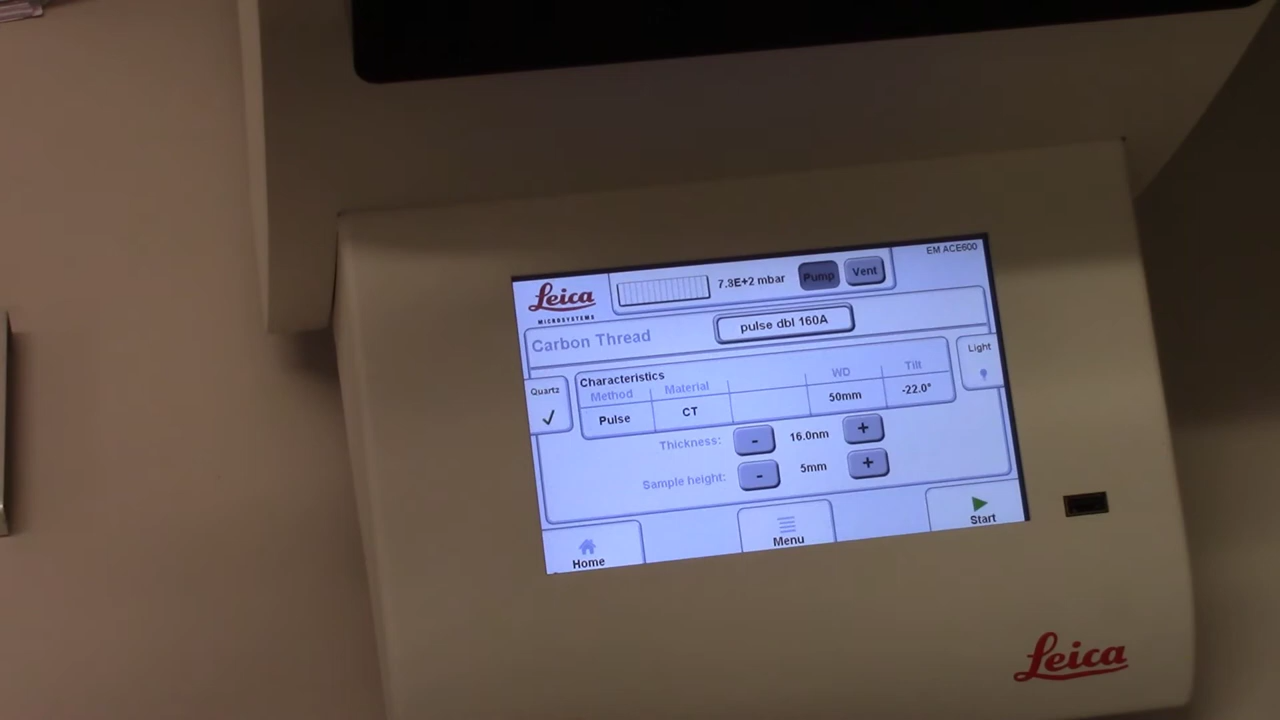 EM ACE600
Leica
MICROSYSTEMS
7.3E+2 mbar
Pump
Vent
Carbon Thread
pulse dbl 160A
Light
Quartz
Characteristics
Method Material WD Tilt
Pulse CT 50mm -22.0°
Thickness: - 16.0nm +
Sample height: - 5mm +
Home
Menu
Start
Leica